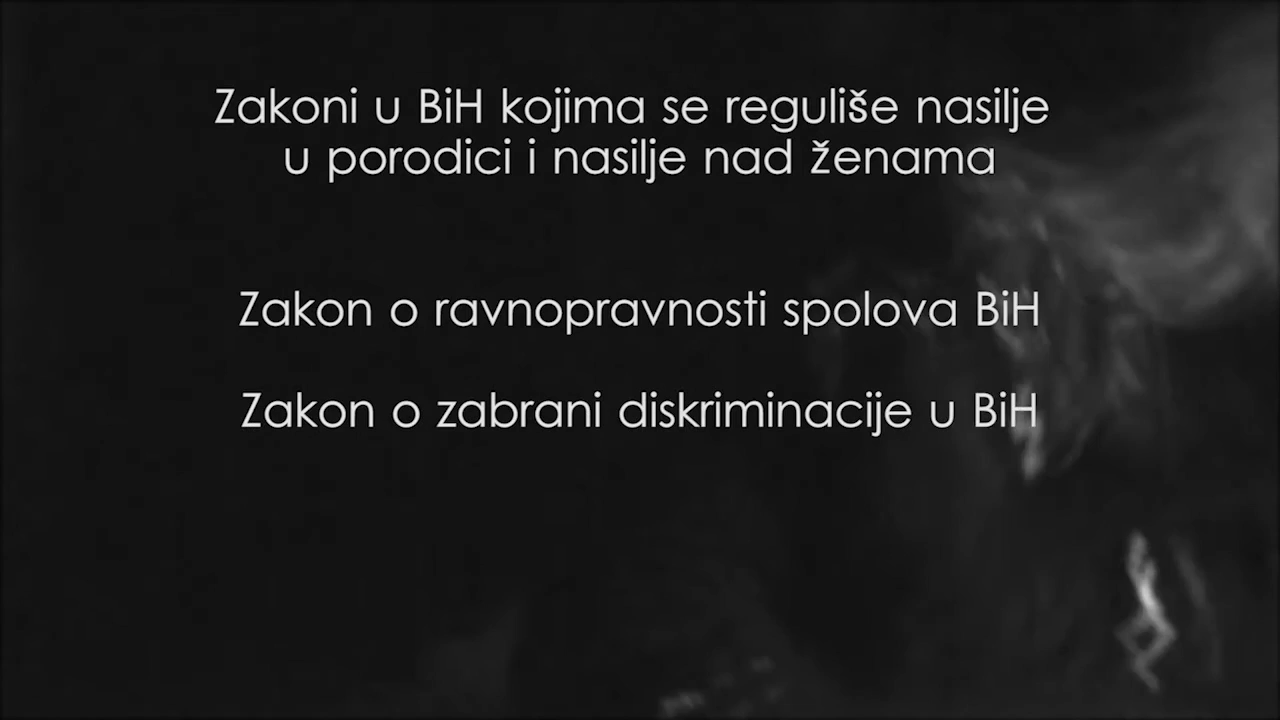 Zakoni u BiH kojima se reguliše nasilje
u porodici i nasilje nad ženama
Zakon o ravnopravnosti spolova BiH
Zakon o zabrani diskriminacije u BiH